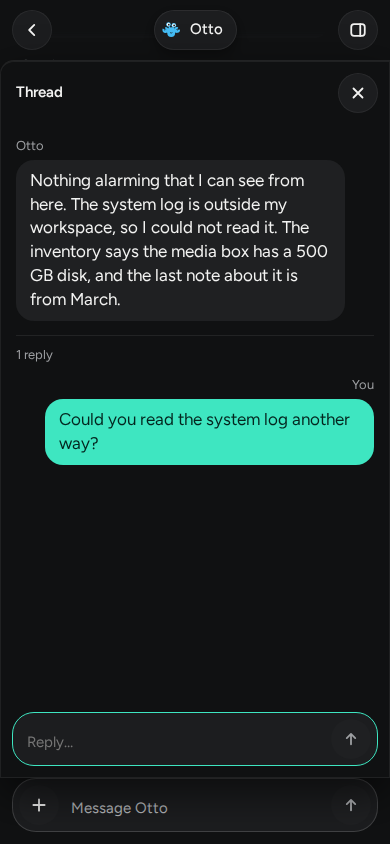 Otto
Thread
Otto
Nothing alarming that I can see from
here. The system log is outside my
workspace, so I could not read it. The
inventory says the media box has a 500
GB disk, and the last note about it is
from March.
1 reply
You
Could you read the system log another
way?
Reply...
Message Otto